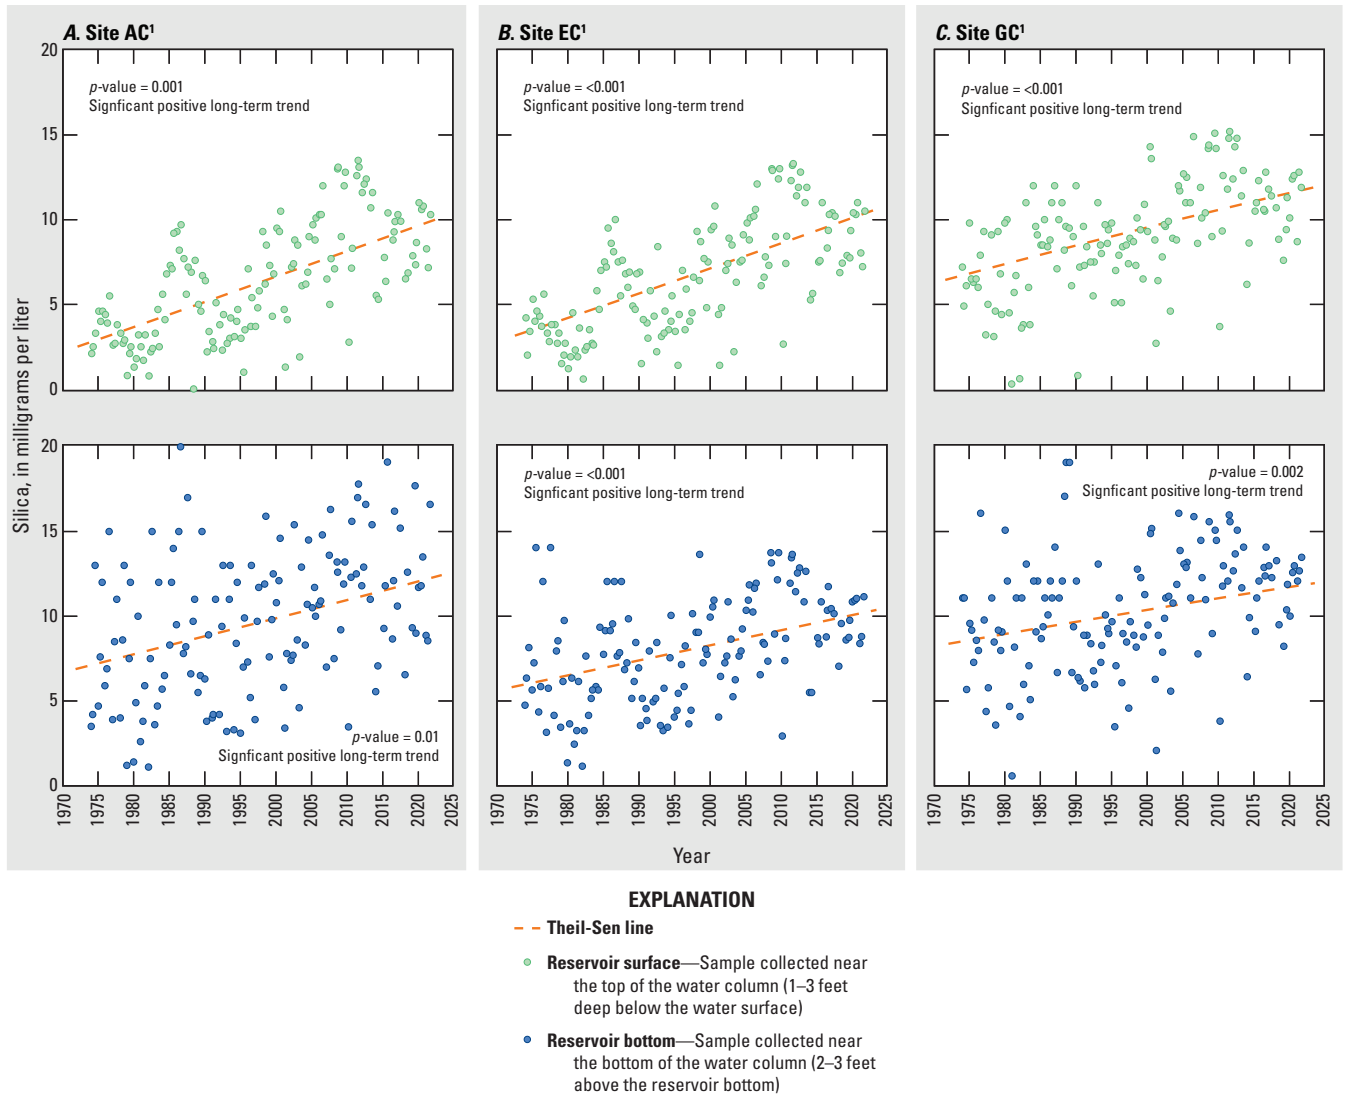 A. Site AC¹
B. Site EC¹
C. Site GC¹
20
15
10
5
0
p-value = 0.001
Signficant positive long-term trend
p-value = <0.001
Signficant positive long-term trend
p-value = <0.001
Signficant positive long-term trend
Silica, in milligrams per liter
20
15
10
5
0
p-value = 0.01
Signficant positive long-term trend
p-value = <0.001
Signficant positive long-term trend
p-value = 0.002
Signficant positive long-term trend
1970 1975 1980 1985 1990 1995 2000 2005 2010 2015 2020 2025
1970 1975 1980 1985 1990 1995 2000 2005 2010 2015 2020 2025
1970 1975 1980 1985 1990 1995 2000 2005 2010 2015 2020 2025
Year
EXPLANATION
Theil-Sen line
Reservoir surface—Sample collected near
the top of the water column (1–3 feet
deep below the water surface)
Reservoir bottom—Sample collected near
the bottom of the water column (2–3 feet
above the reservoir bottom)